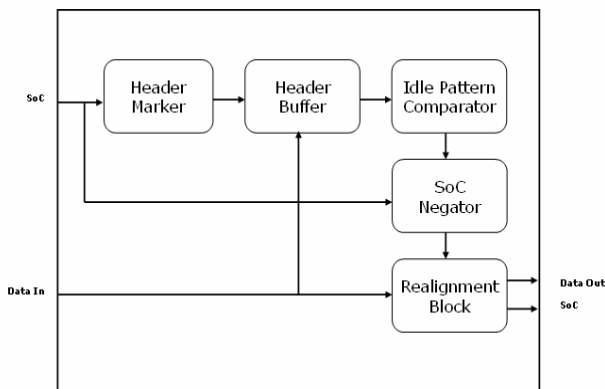 Header
Marker
Header
Buffer
Idle Pattern
Comparator
SoC
SoC
Negator
Data In
Realignment
Block
Data Out
SoC